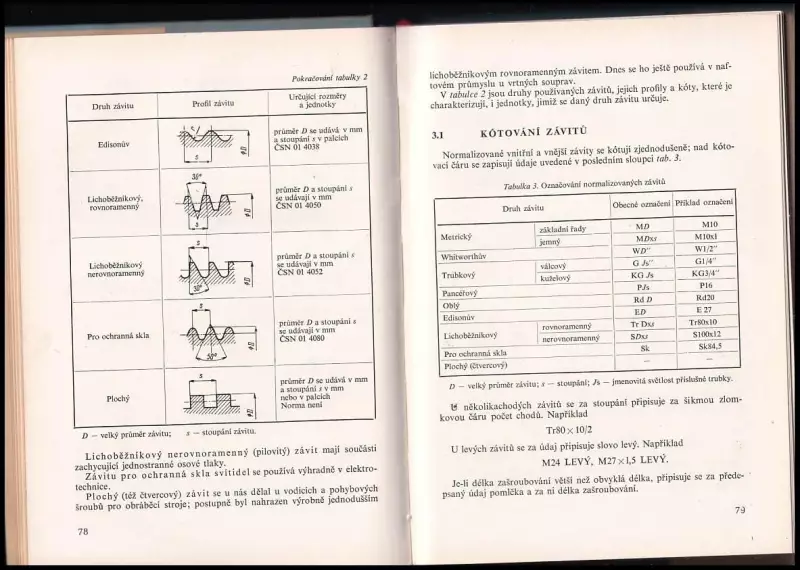 Pokračování tabulky 2
Druh závitu
Profil závitu
Určující rozměry
a jednotky
Edisonův
s
⌀D
průměr D se udává v mm
a stoupání s v palcích
ČSN 01 4038
Lichoběžníkový,
rovnoramenný
30°
s
⌀D
průměr D a stoupání s
se udávají v mm
ČSN 01 4050
Lichoběžníkový
nerovnoramenný
s
30°
⌀D
průměr D a stoupání s
se udávají v mm
ČSN 01 4052
Pro ochranná skla
s
50°
⌀D
průměr D a stoupání s
se udávají v mm
ČSN 01 4080
Plochý
s
⌀D
průměr D se udává v mm
a stoupání s v mm
nebo v palcích
Norma není
D — velký průměr závitu; s — stoupání závitu.
Lichoběžníkový nerovnoramenný (pilovitý) závit mají součásti
zachycující jednostranné osové tlaky.
Závitu pro ochranná skla svítidel se používá výhradně v elektro-
technice.
Plochý (též čtvercový) závit se u nás dělal u vodicích a pohybových
šroubů pro obráběcí stroje; postupně byl nahrazen výrobně jednodušším
78
lichoběžníkovým rovnoramenným závitem. Dnes se ho ještě používá v naf-
tovém průmyslu u vrtných souprav.
V tabulce 2 jsou druhy používaných závitů, jejich profily a kóty, které je
charakterizují, i jednotky, jimiž se daný druh závitu určuje.
3.1 KÓTOVÁNÍ ZÁVITŮ
Normalizované vnitřní a vnější závity se kótují zjednodušeně; nad kóto-
vací čáru se zapisují údaje uvedené v posledním sloupci tab. 3.
Tabulka 3. Označování normalizovaných závitů
Druh závitu Obecné označení Příklad označení
Metrický základní řady MD M10
jemný MDxs M10x1
Whitworthův WD" W1/2"
Trubkový válcový G Js" G1/4"
kuželový KG Js KG3/4"
Pancéřový PJs P16
Oblý Rd D Rd20
Edisonův ED E 27
Lichoběžníkový rovnoramenný Tr Dxs Tr80x10
nerovnoramenný SDxs S100x12
Pro ochranná skla Sk Sk84,5
Plochý (čtvercový) — —
D — velký průměr závitu; s — stoupání; Js — jmenovitá světlost příslušné trubky.
U několikachodých závitů se za stoupání připisuje za šikmou zlom-
kovou čáru počet chodů. Například
Tr80×10/2
U levých závitů se za údaj připisuje slovo levý. Například
M24 LEVÝ, M27×1,5 LEVÝ.
Je-li délka zašroubování větší než obvyklá délka, připisuje se za přede-
psaný údaj pomlčka a za ni délka zašroubování.
79